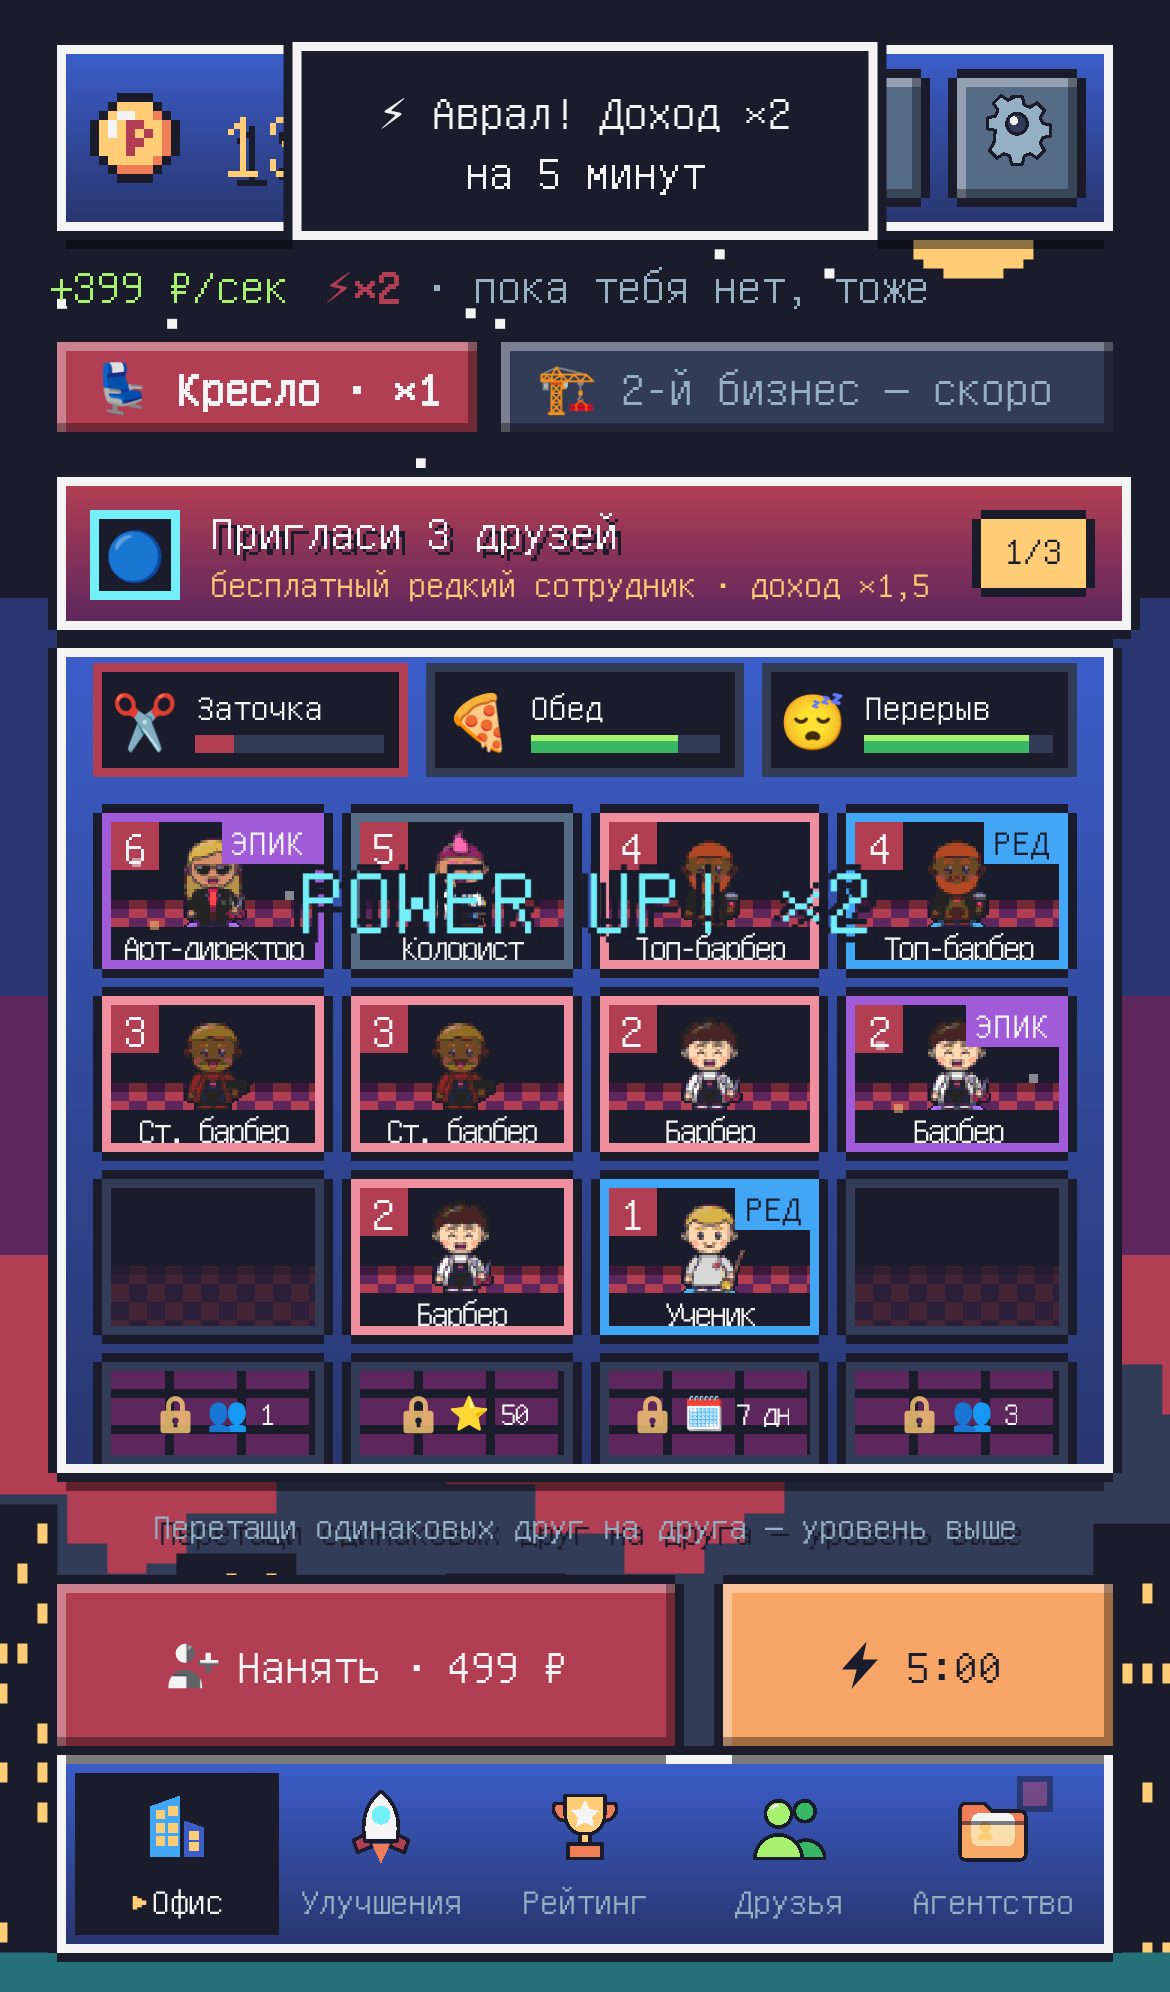 ⚡ Аврал! Доход ×2
на 5 минут
+399 ₽/сек ⚡×2 · пока тебя нет, тоже
Кресло · ×1
2-й бизнес — скоро
Пригласи 3 друзей
бесплатный редкий сотрудник · доход ×1,5
1/3
Заточка
Обед
Перерыв
6 ЭПИК
5
4
4 РЕД
POWER UP! ×2
Арт-директор
Колорист
Топ-барбер
Топ-барбер
3
3
2
2 ЭПИК
Ст. барбер
Ст. барбер
Барбер
Барбер
2
1 РЕД
Барбер
Ученик
1
50
7 дн
3
Перетащи одинаковых друг на друга — уровень выше
Нанять · 499 ₽
5:00
Офис
Улучшения
Рейтинг
Друзья
Агентство